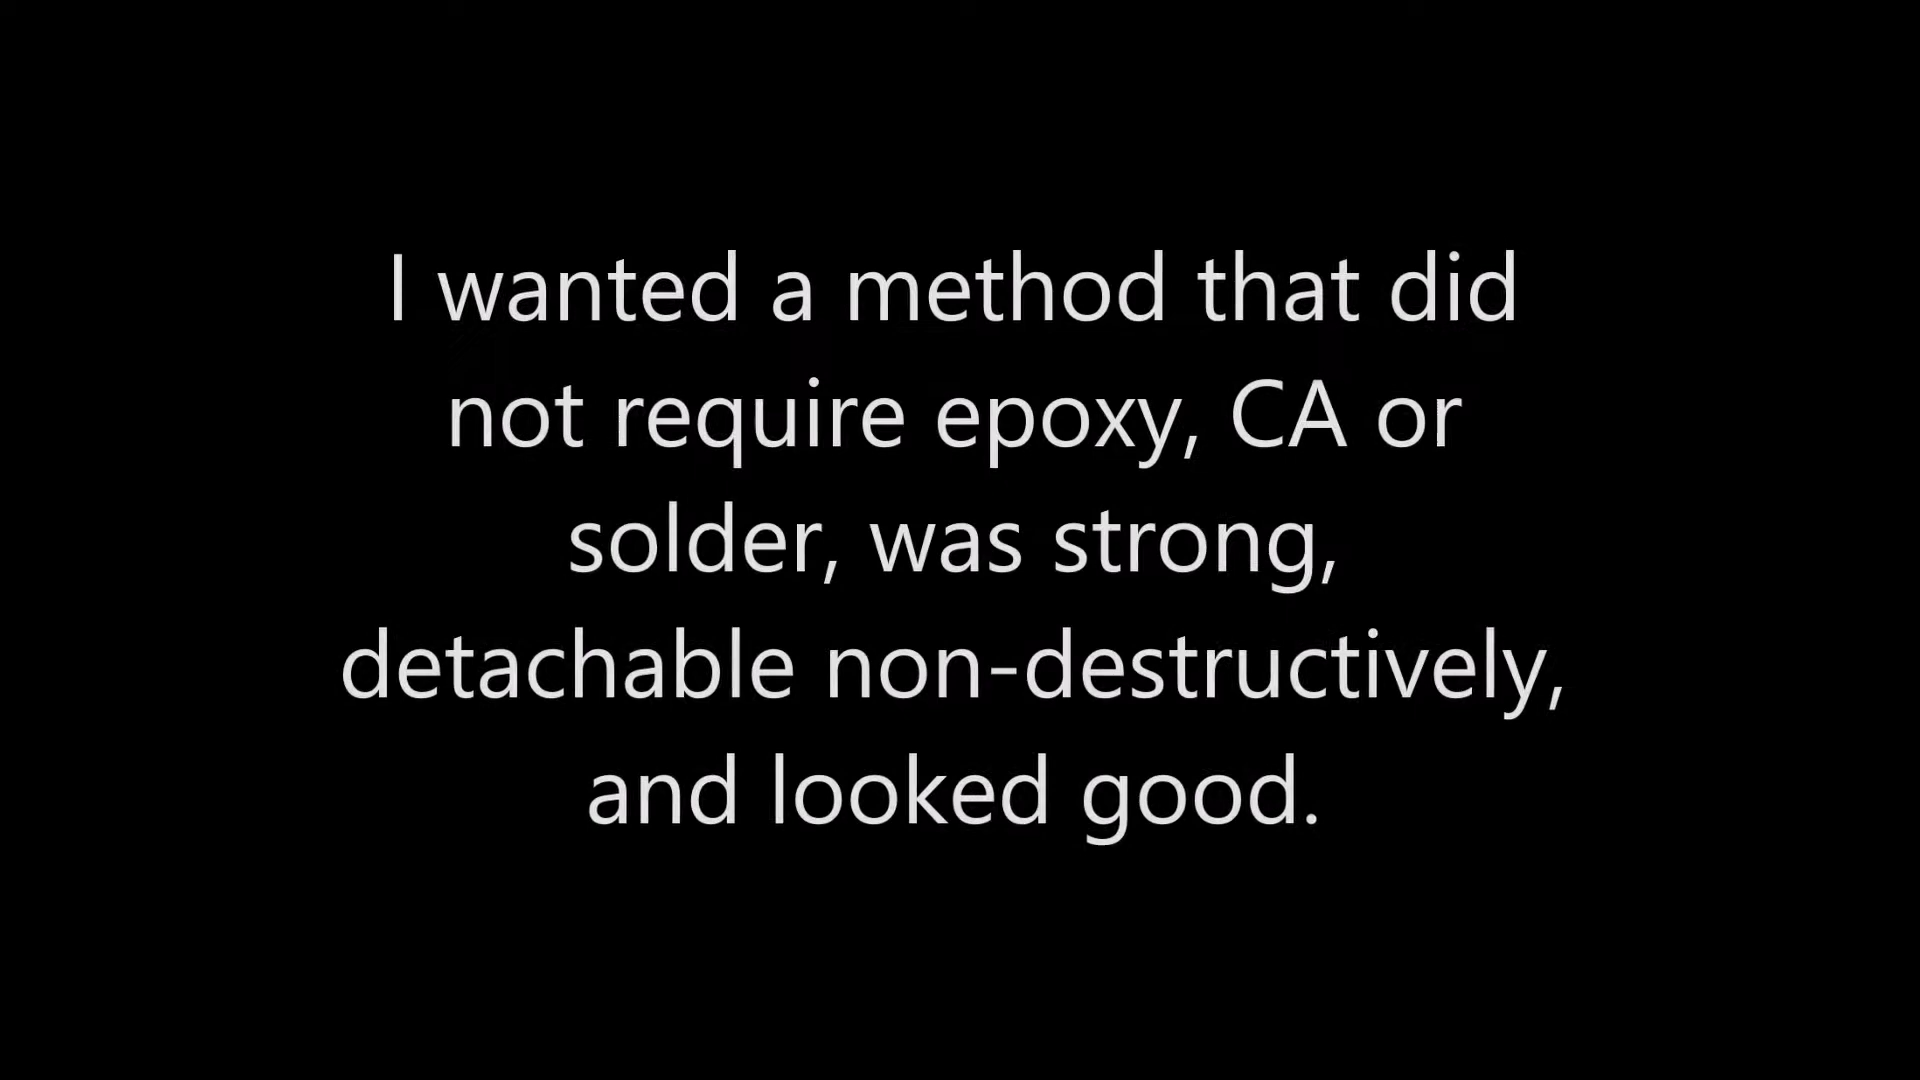 I wanted a method that did
not require epoxy, CA or
solder, was strong,
detachable non-destructively,
and looked good.